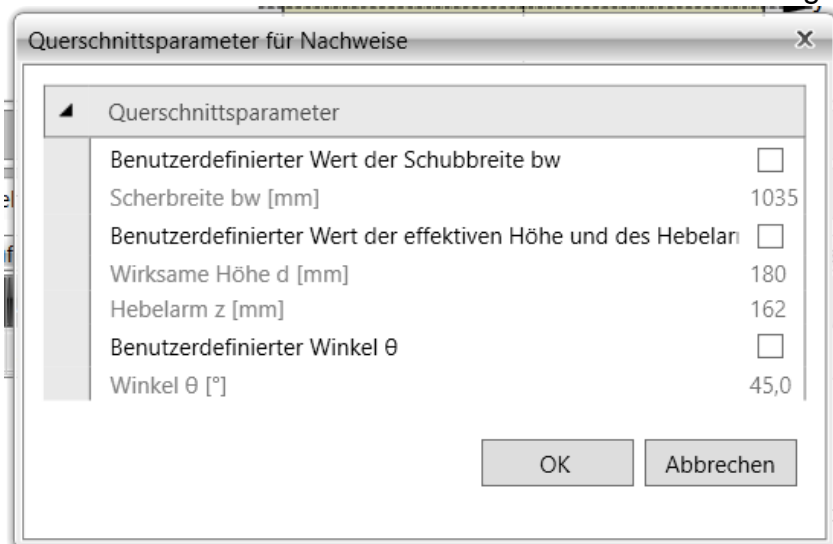 Querschnittsparameter für Nachweise
Querschnittsparameter
Benutzerdefinierter Wert der Schubbreite bw
Scherbreite bw [mm] 1035
Benutzerdefinierter Wert der effektiven Höhe und des Hebeları
Wirksame Höhe d [mm] 180
Hebelarm z [mm] 162
Benutzerdefinierter Winkel θ
Winkel θ [°] 45,0
OK Abbrechen